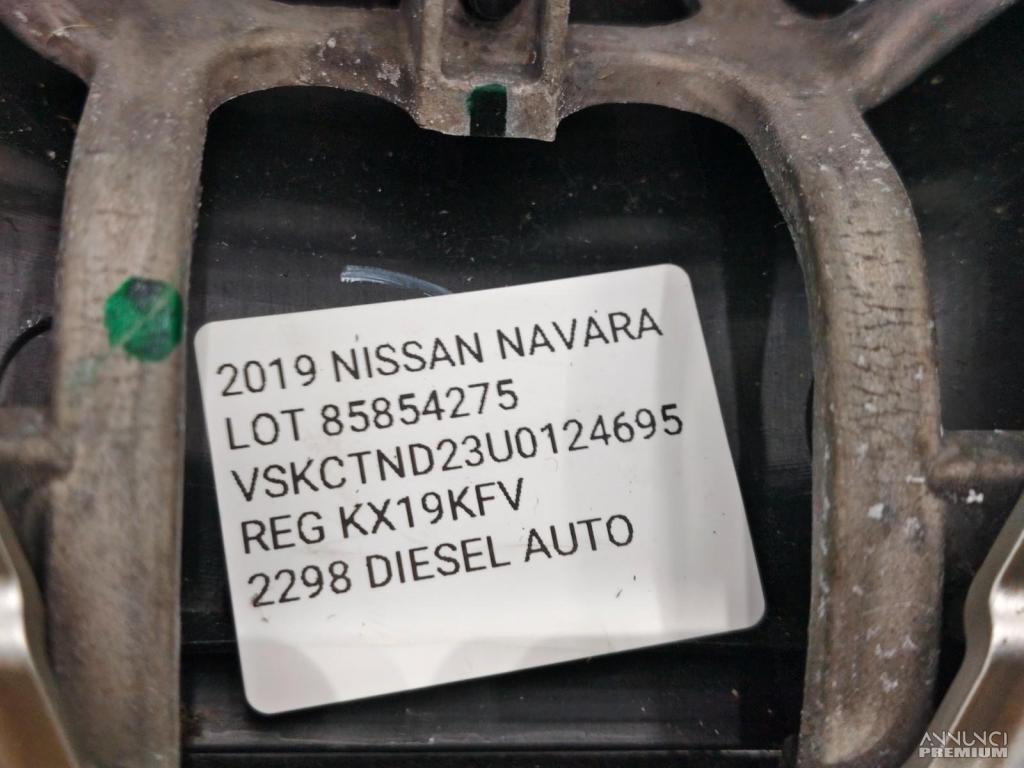 2019 NISSAN NAVARA
LOT 85854275
VSKCTND23U0124695
REG KX19KFV
2298 DIESEL AUTO
ANNUNCI
PREMIUM